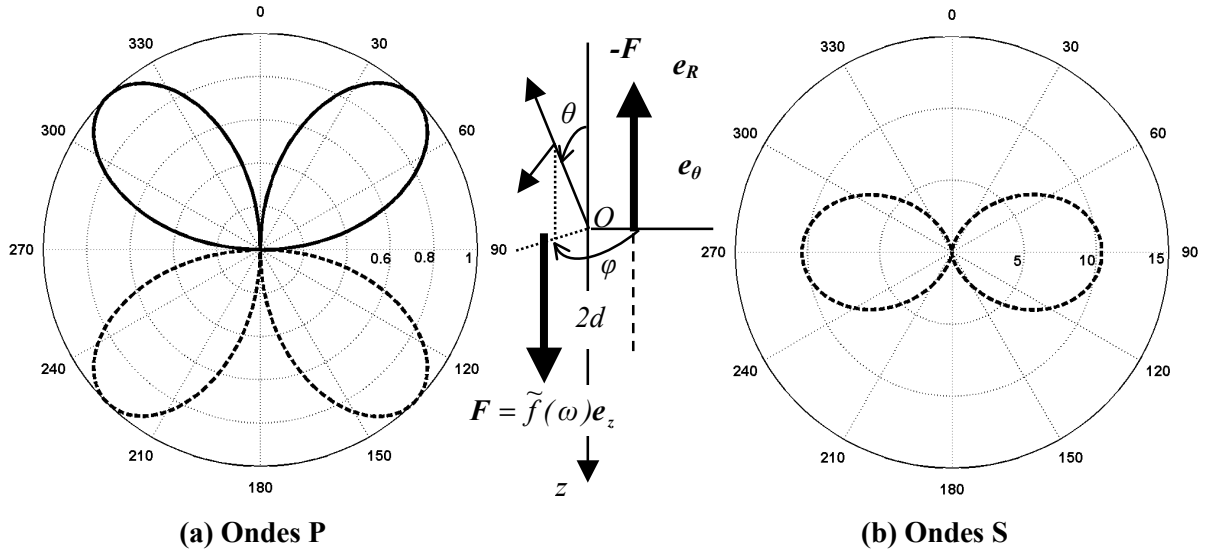 0
30
60
90
120
150
180
210
240
270
300
330
0.6
0.8
1
(a) Ondes P
-F
e_R
θ
e_θ
O
φ
2d
F = f̃(ω)e_z
z
0
30
60
90
120
150
180
210
240
270
300
330
5
10
15
(b) Ondes S